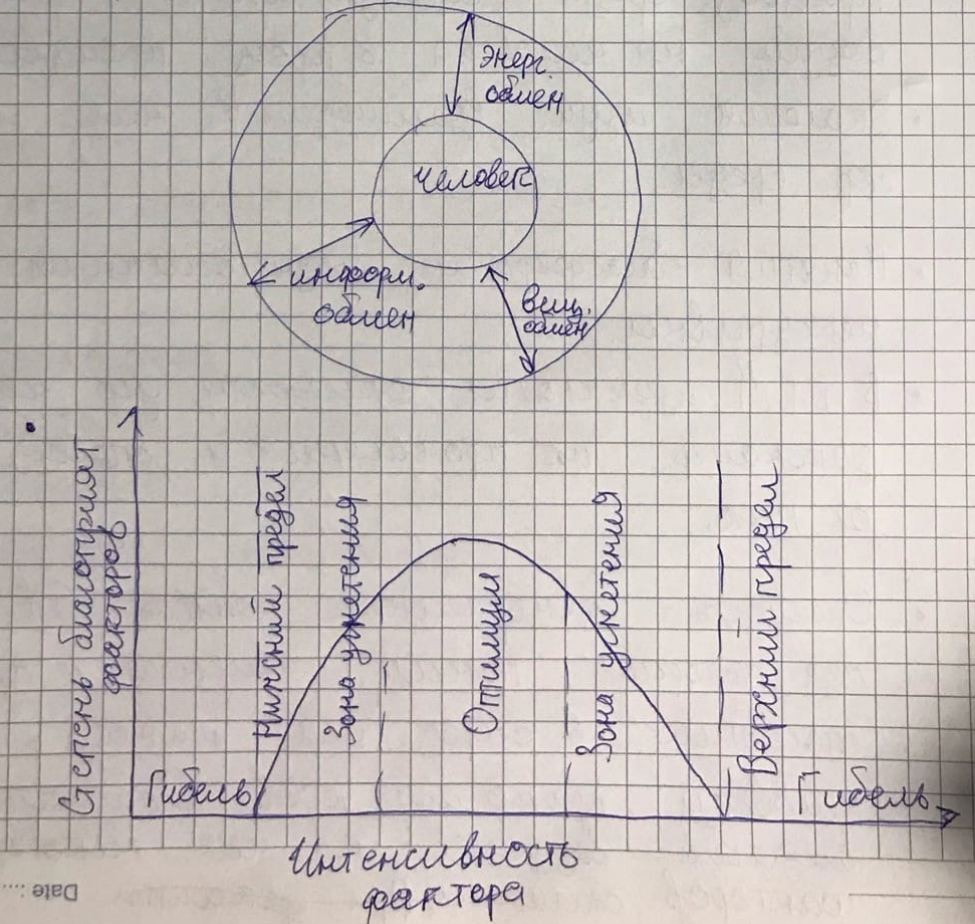 Энерг.
обмен
человек
информ.
обмен
вещ.
обмен
Степень благоприят.
факторов
Нижний предел
Зона угнетения
Оптимум
Зона угнетения
Верхний предел
Гибель
Гибель
Интенсивность
фактора
Date :